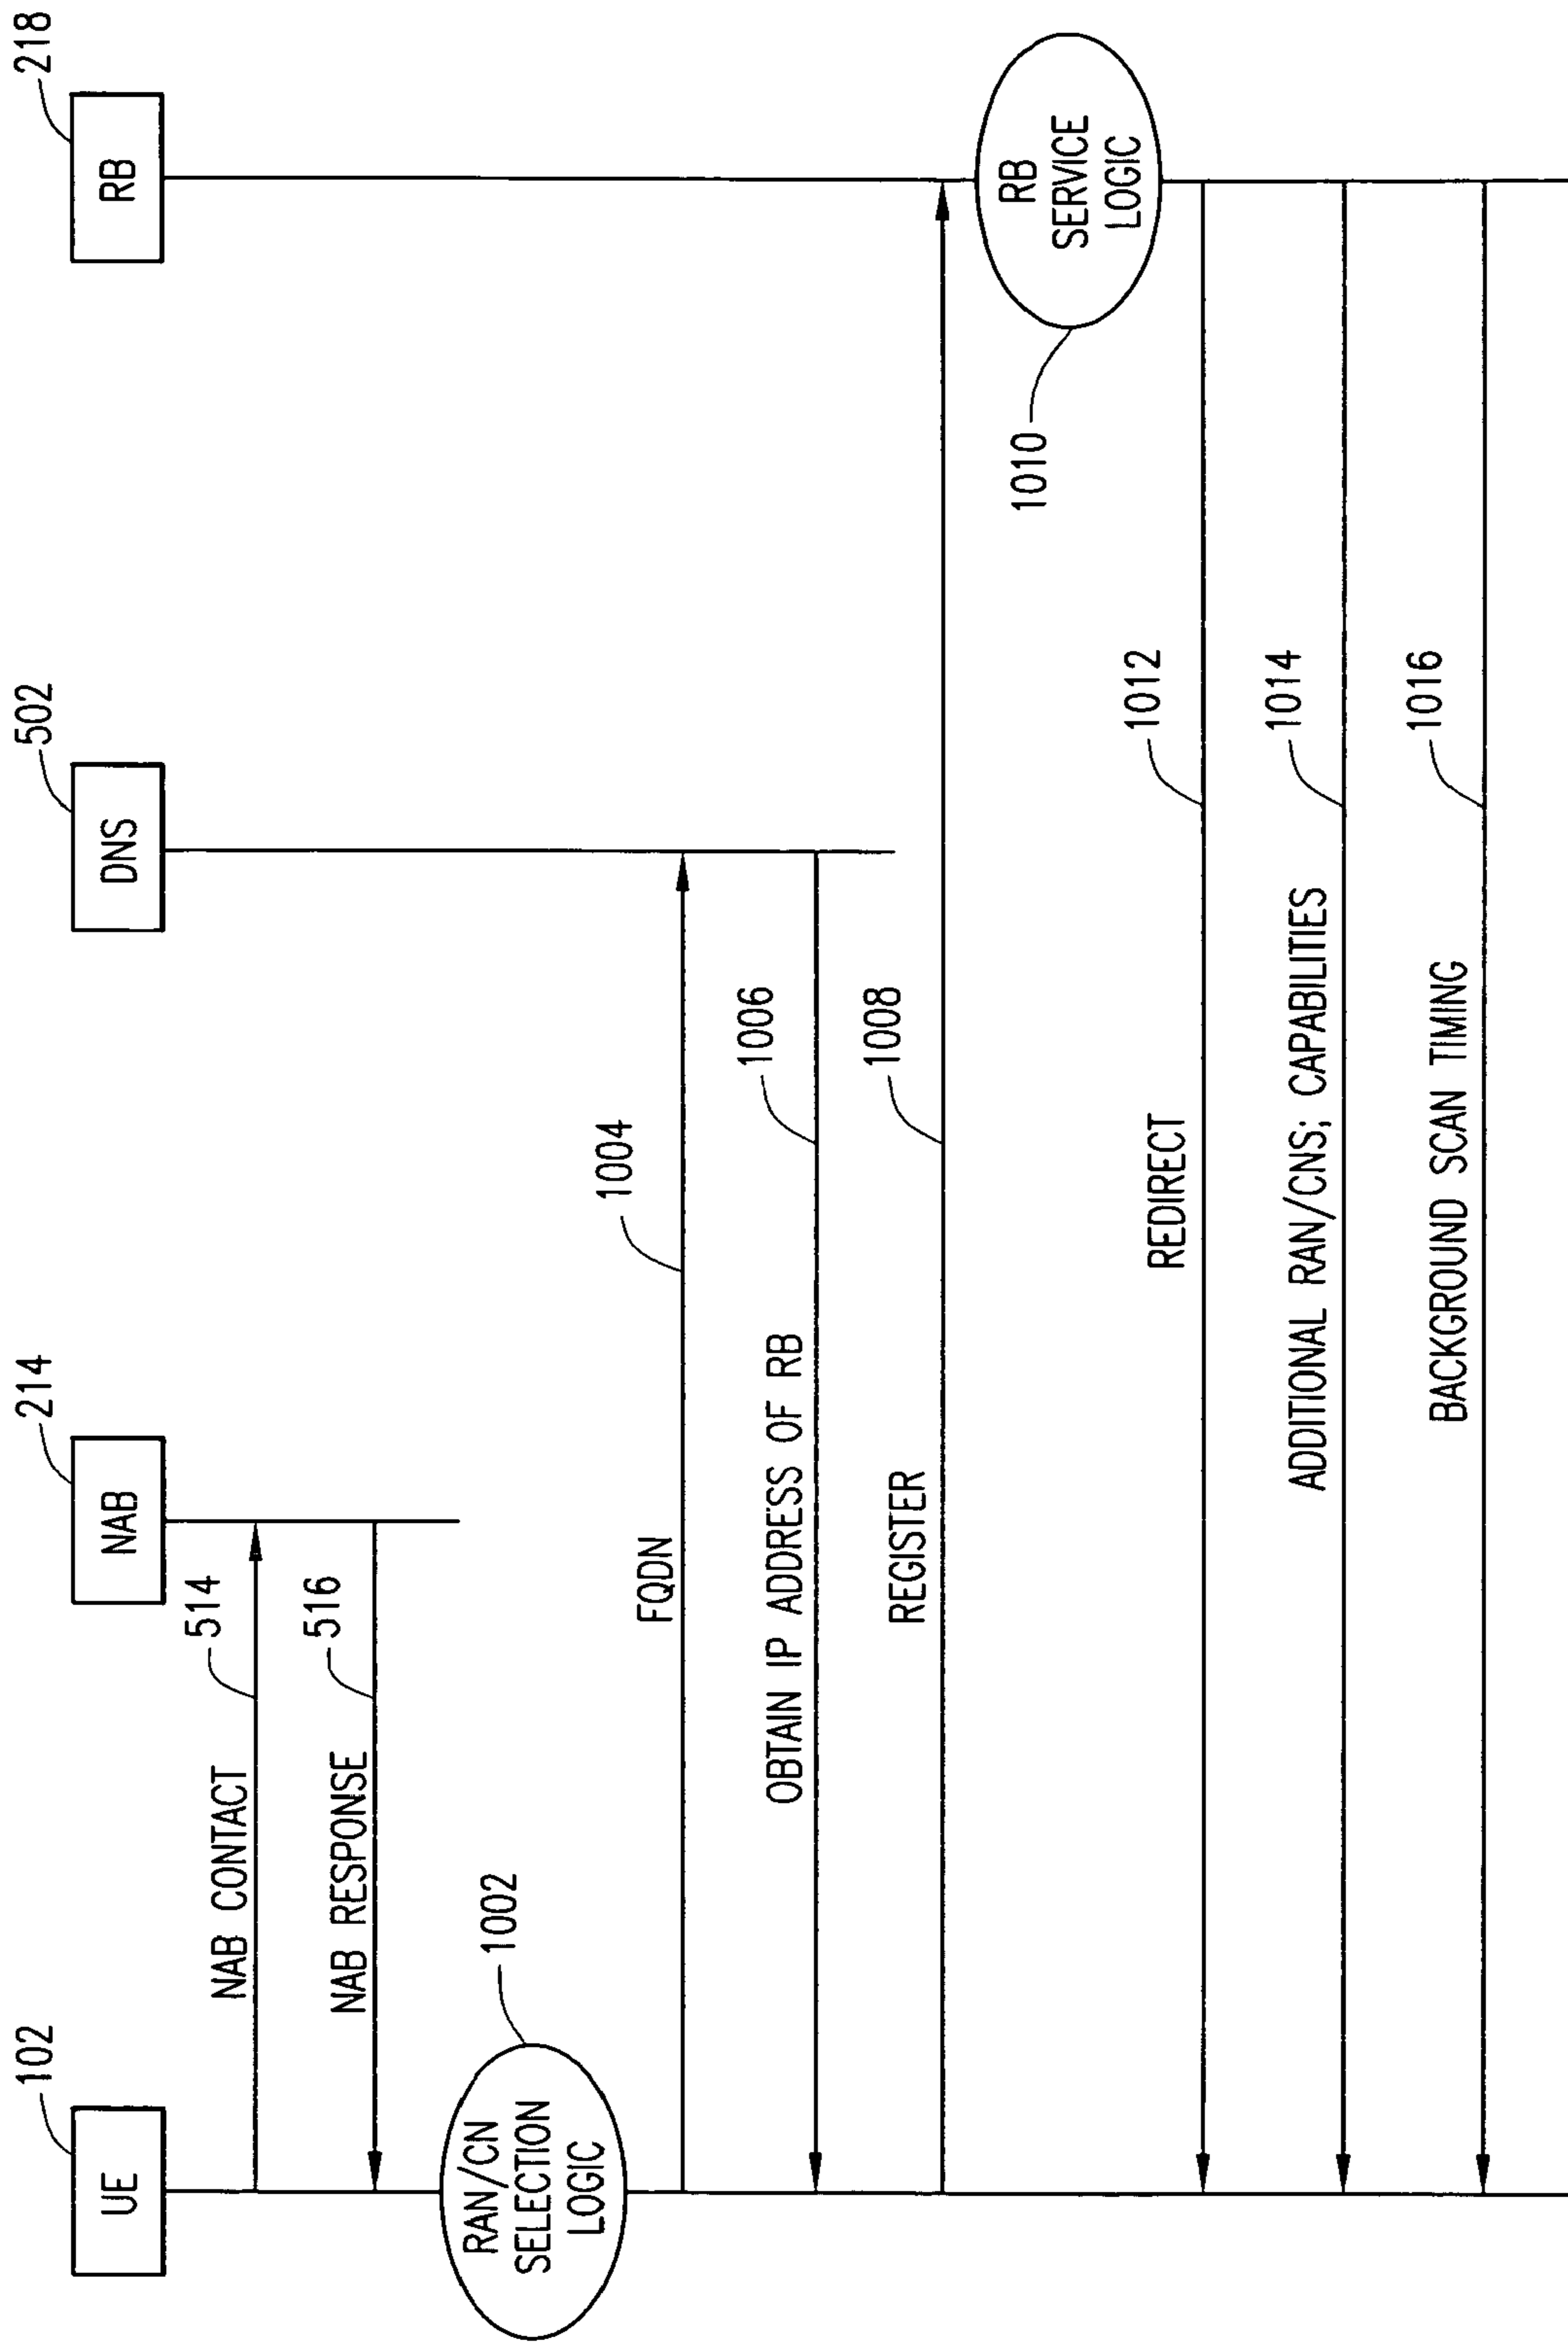 102
UE
214
NAB
502
DNS
218
RB
NAB CONTACT
514
NAB RESPONSE
516
RAN/CN
SELECTION
LOGIC
1002
FQDN
1004
OBTAIN IP ADDRESS OF RB
1006
REGISTER
1008
RB
SERVICE
LOGIC
1010
REDIRECT
1012
ADDITIONAL RAN/CNS; CAPABILITIES
1014
BACKGROUND SCAN TIMING
1016